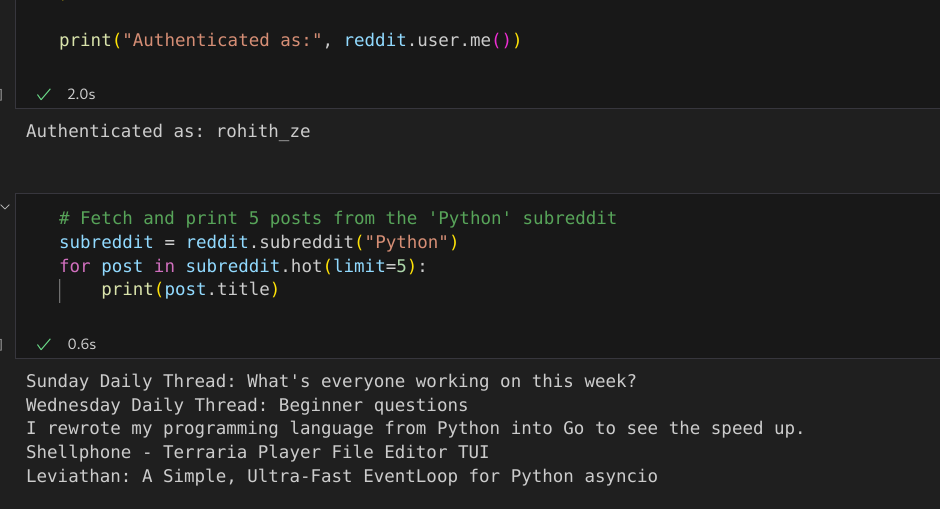 print("Authenticated as:", reddit.user.me())
2.0s
Authenticated as: rohith_ze
# Fetch and print 5 posts from the 'Python' subreddit
subreddit = reddit.subreddit("Python")
for post in subreddit.hot(limit=5):
    print(post.title)
0.6s
Sunday Daily Thread: What's everyone working on this week?
Wednesday Daily Thread: Beginner questions
I rewrote my programming language from Python into Go to see the speed up.
Shellphone - Terraria Player File Editor TUI
Leviathan: A Simple, Ultra-Fast EventLoop for Python asyncio